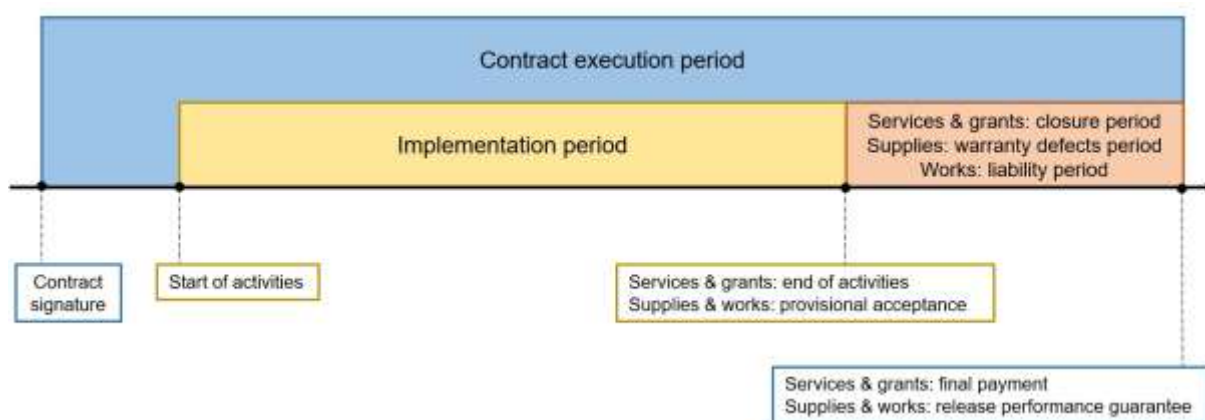 Contract execution period
Implementation period
Services & grants: closure period
Supplies: warranty defects period
Works: liability period
Contract
signature
Start of activities
Services & grants: end of activities
Supplies & works: provisional acceptance
Services & grants: final payment
Supplies & works: release performance guarantee